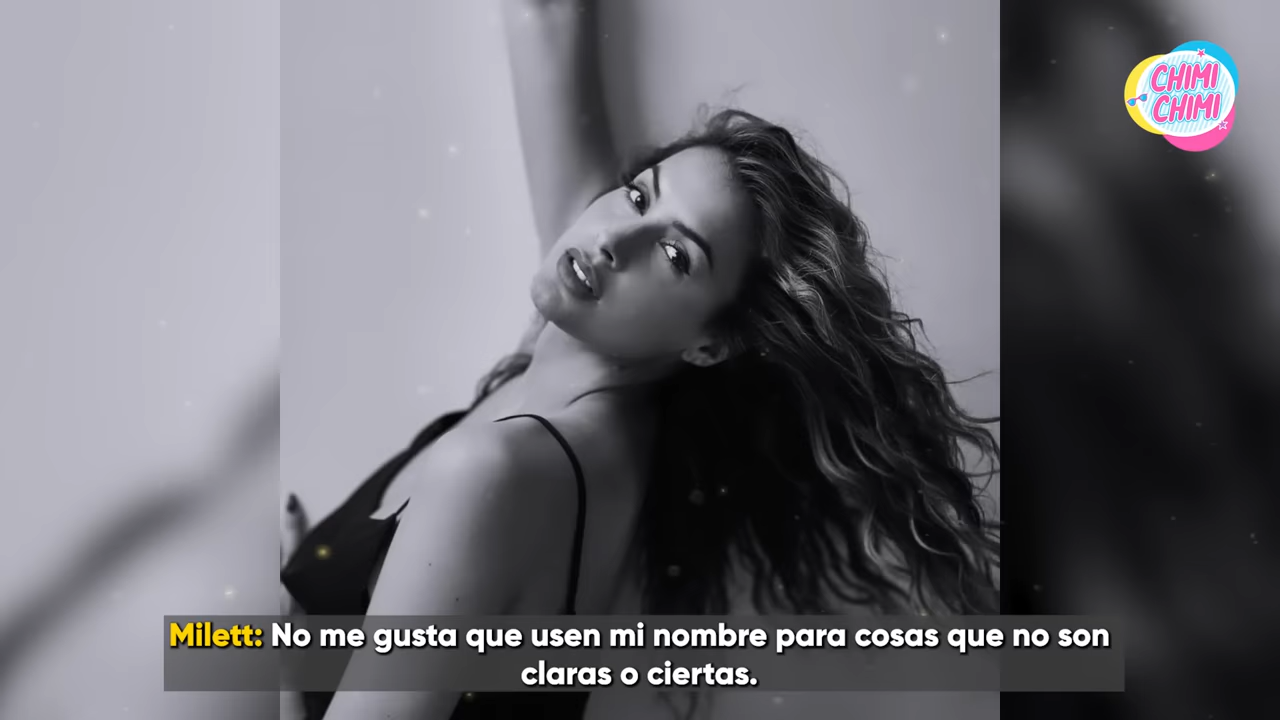 CHIMI
CHIMI
Milett: No me gusta que usen mi nombre para cosas que no son
claras o ciertas.